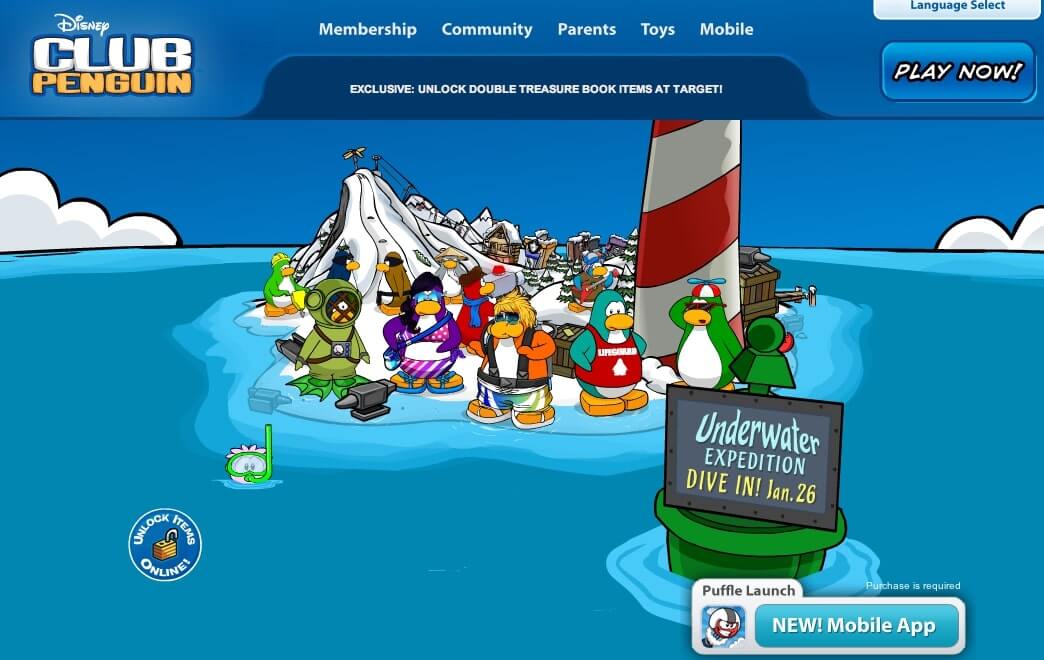 Language Select
Disney
CLUB
PENGUIN
Membership
Community
Parents
Toys
Mobile
PLAY NOW!
EXCLUSIVE: UNLOCK DOUBLE TREASURE BOOK ITEMS AT TARGET!
LIFEGUARD
Underwater
EXPEDITION
DIVE IN! Jan. 26
UNLOCK ITEMS
ONLINE!
Purchase is required
Puffle Launch
NEW! Mobile App